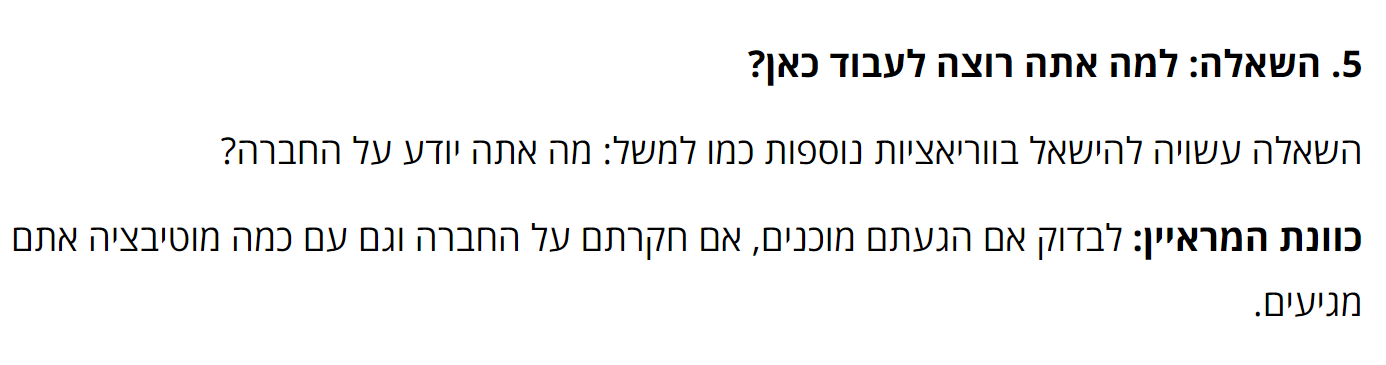 5. השאלה: למה אתה רוצה לעבוד כאן?
השאלה עשויה להישאל בווריאציות נוספות כמו למשל: מה אתה יודע על החברה?
כוונת המראיין: לבדוק אם הגעתם מוכנים, אם חקרתם על החברה וגם עם כמה מוטיבציה אתם
מגיעים.